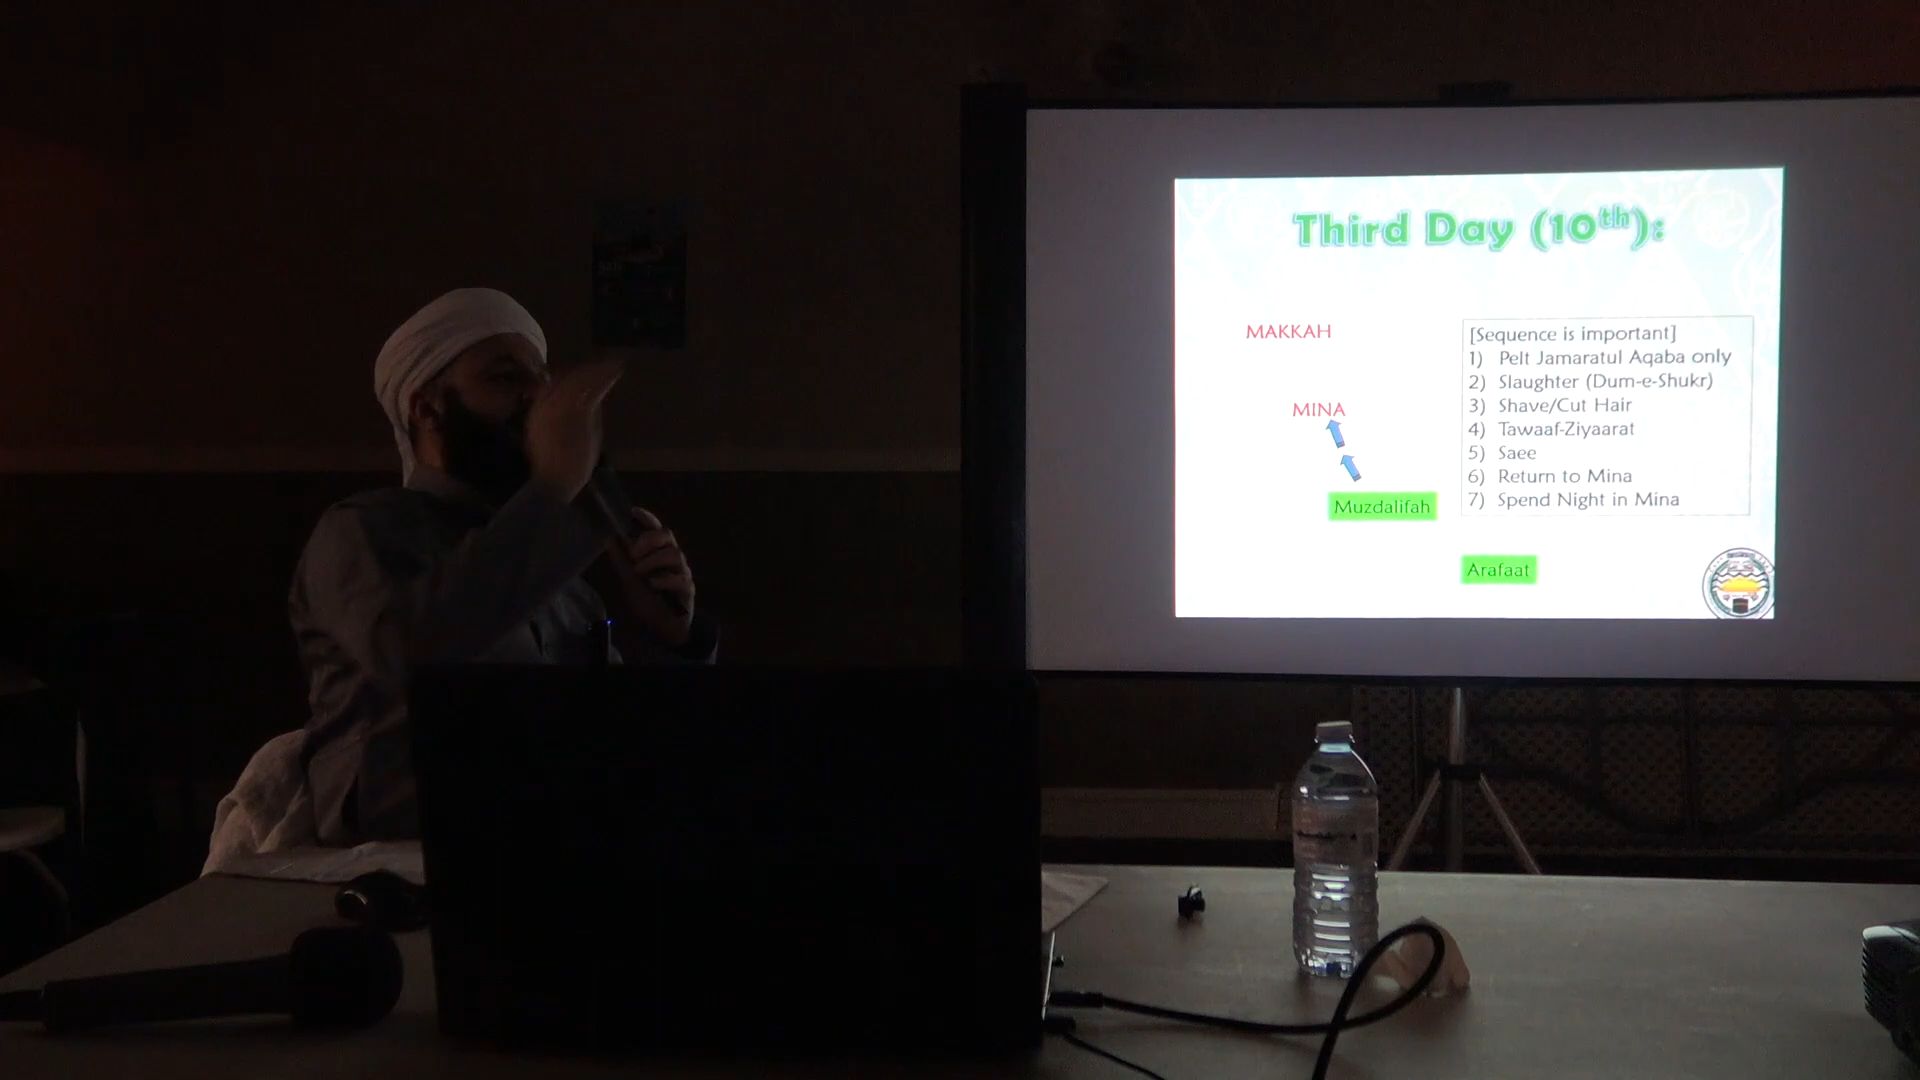 Third Day (10th):
MAKKAH
MINA
Muzdalifah
Arafaat
[Sequence is important]
1) Pelt Jamaratul Aqaba only
2) Slaughter (Dum-e-Shukr)
3) Shave/Cut Hair
4) Tawaaf-Ziyaarat
5) Saee
6) Return to Mina
7) Spend Night in Mina